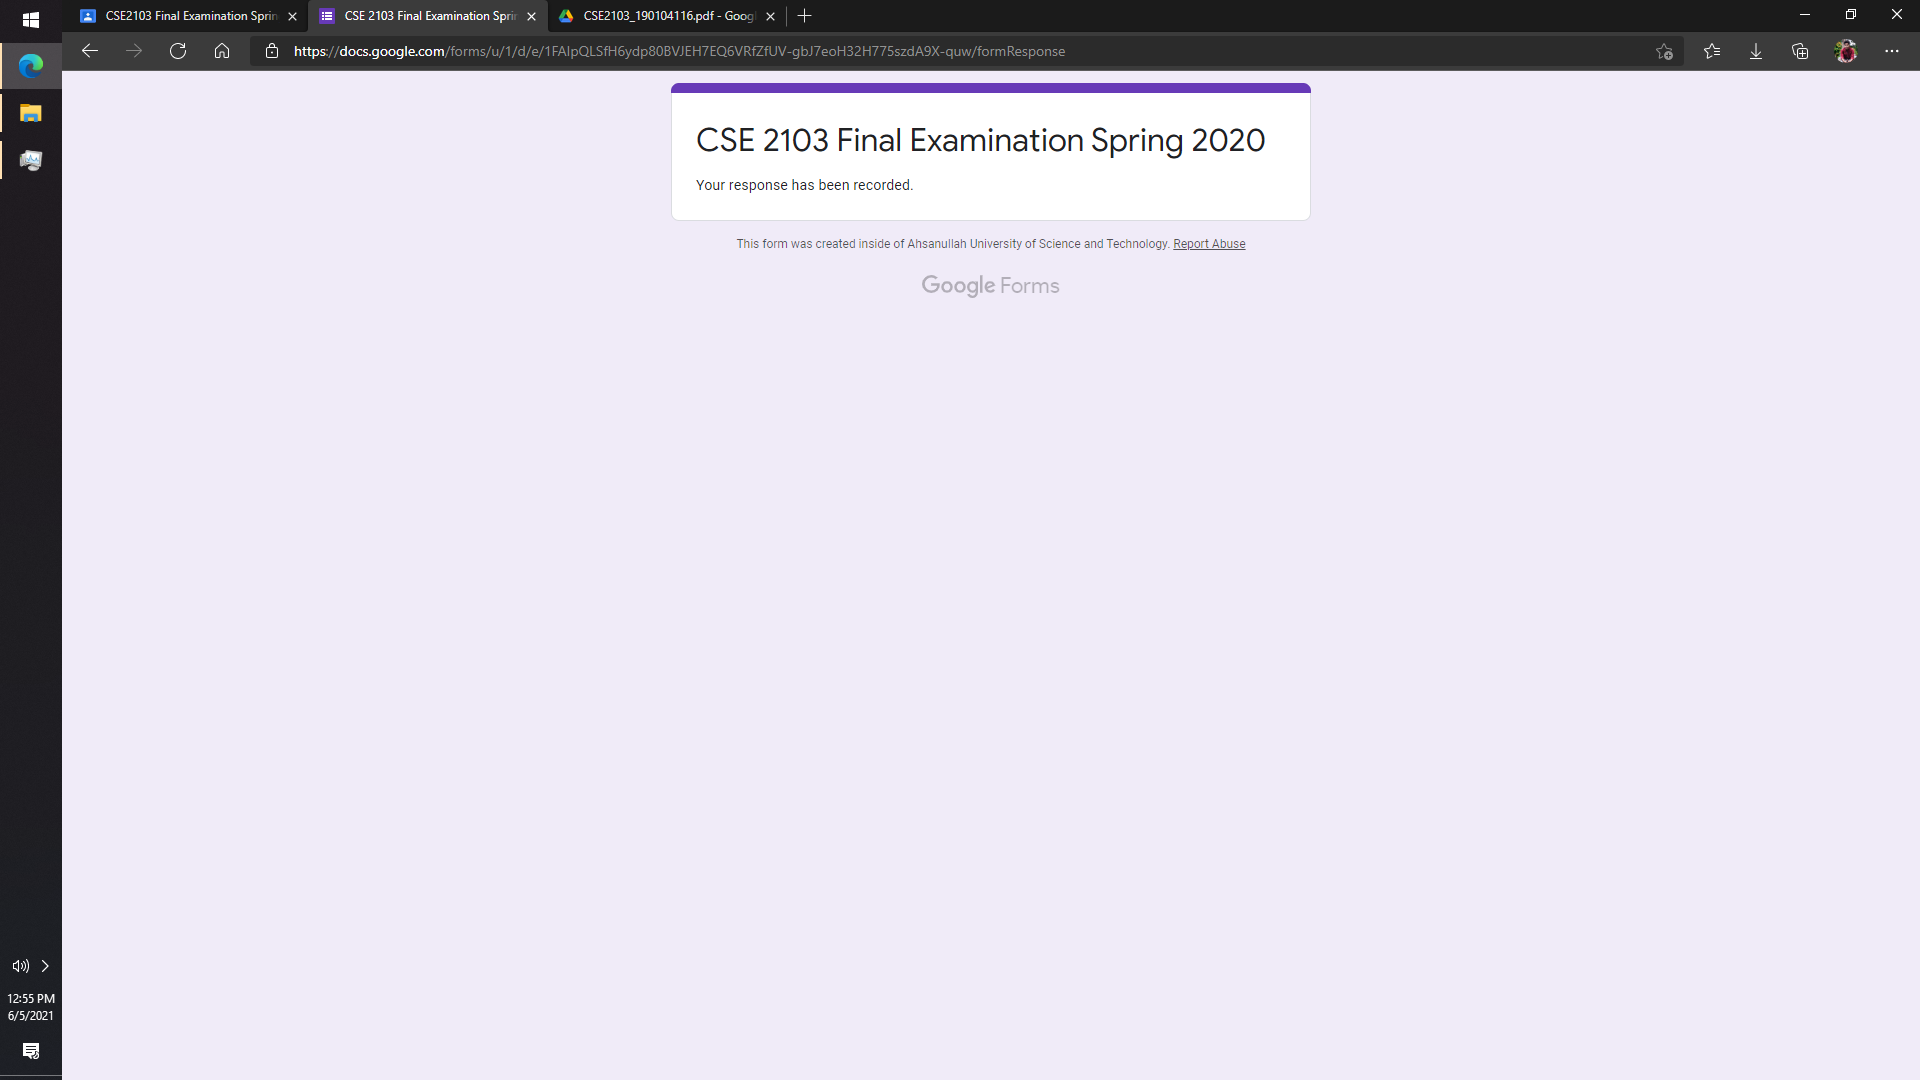 CSE2103 Final Examination Sprin
CSE 2103 Final Examination Spri
CSE2103_190104116.pdf - Goog
https://docs.google.com/forms/u/1/d/e/1FAIpQLSfH6ydp80BVJEH7EQ6VRfZfUV-gbJ7eoH32H775szdA9X-quw/formResponse
CSE 2103 Final Examination Spring 2020
Your response has been recorded.
This form was created inside of Ahsanullah University of Science and Technology. Report Abuse
Google Forms
12:55 PM
6/5/2021